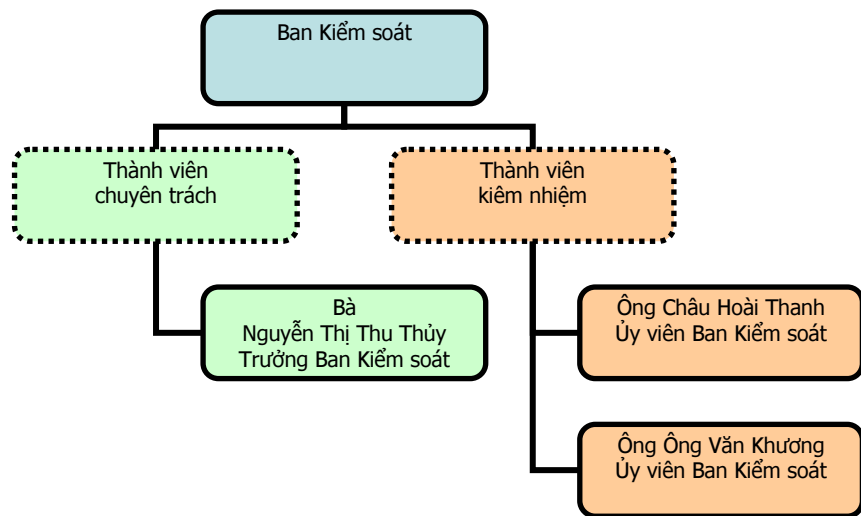 Ban Kiểm soát
Thành viên
chuyên trách
Thành viên
kiêm nhiệm
Bà
Nguyễn Thị Thu Thủy
Trưởng Ban Kiểm soát
Ông Châu Hoài Thanh
Ủy viên Ban Kiểm soát
Ông Ông Văn Khương
Ủy viên Ban Kiểm soát